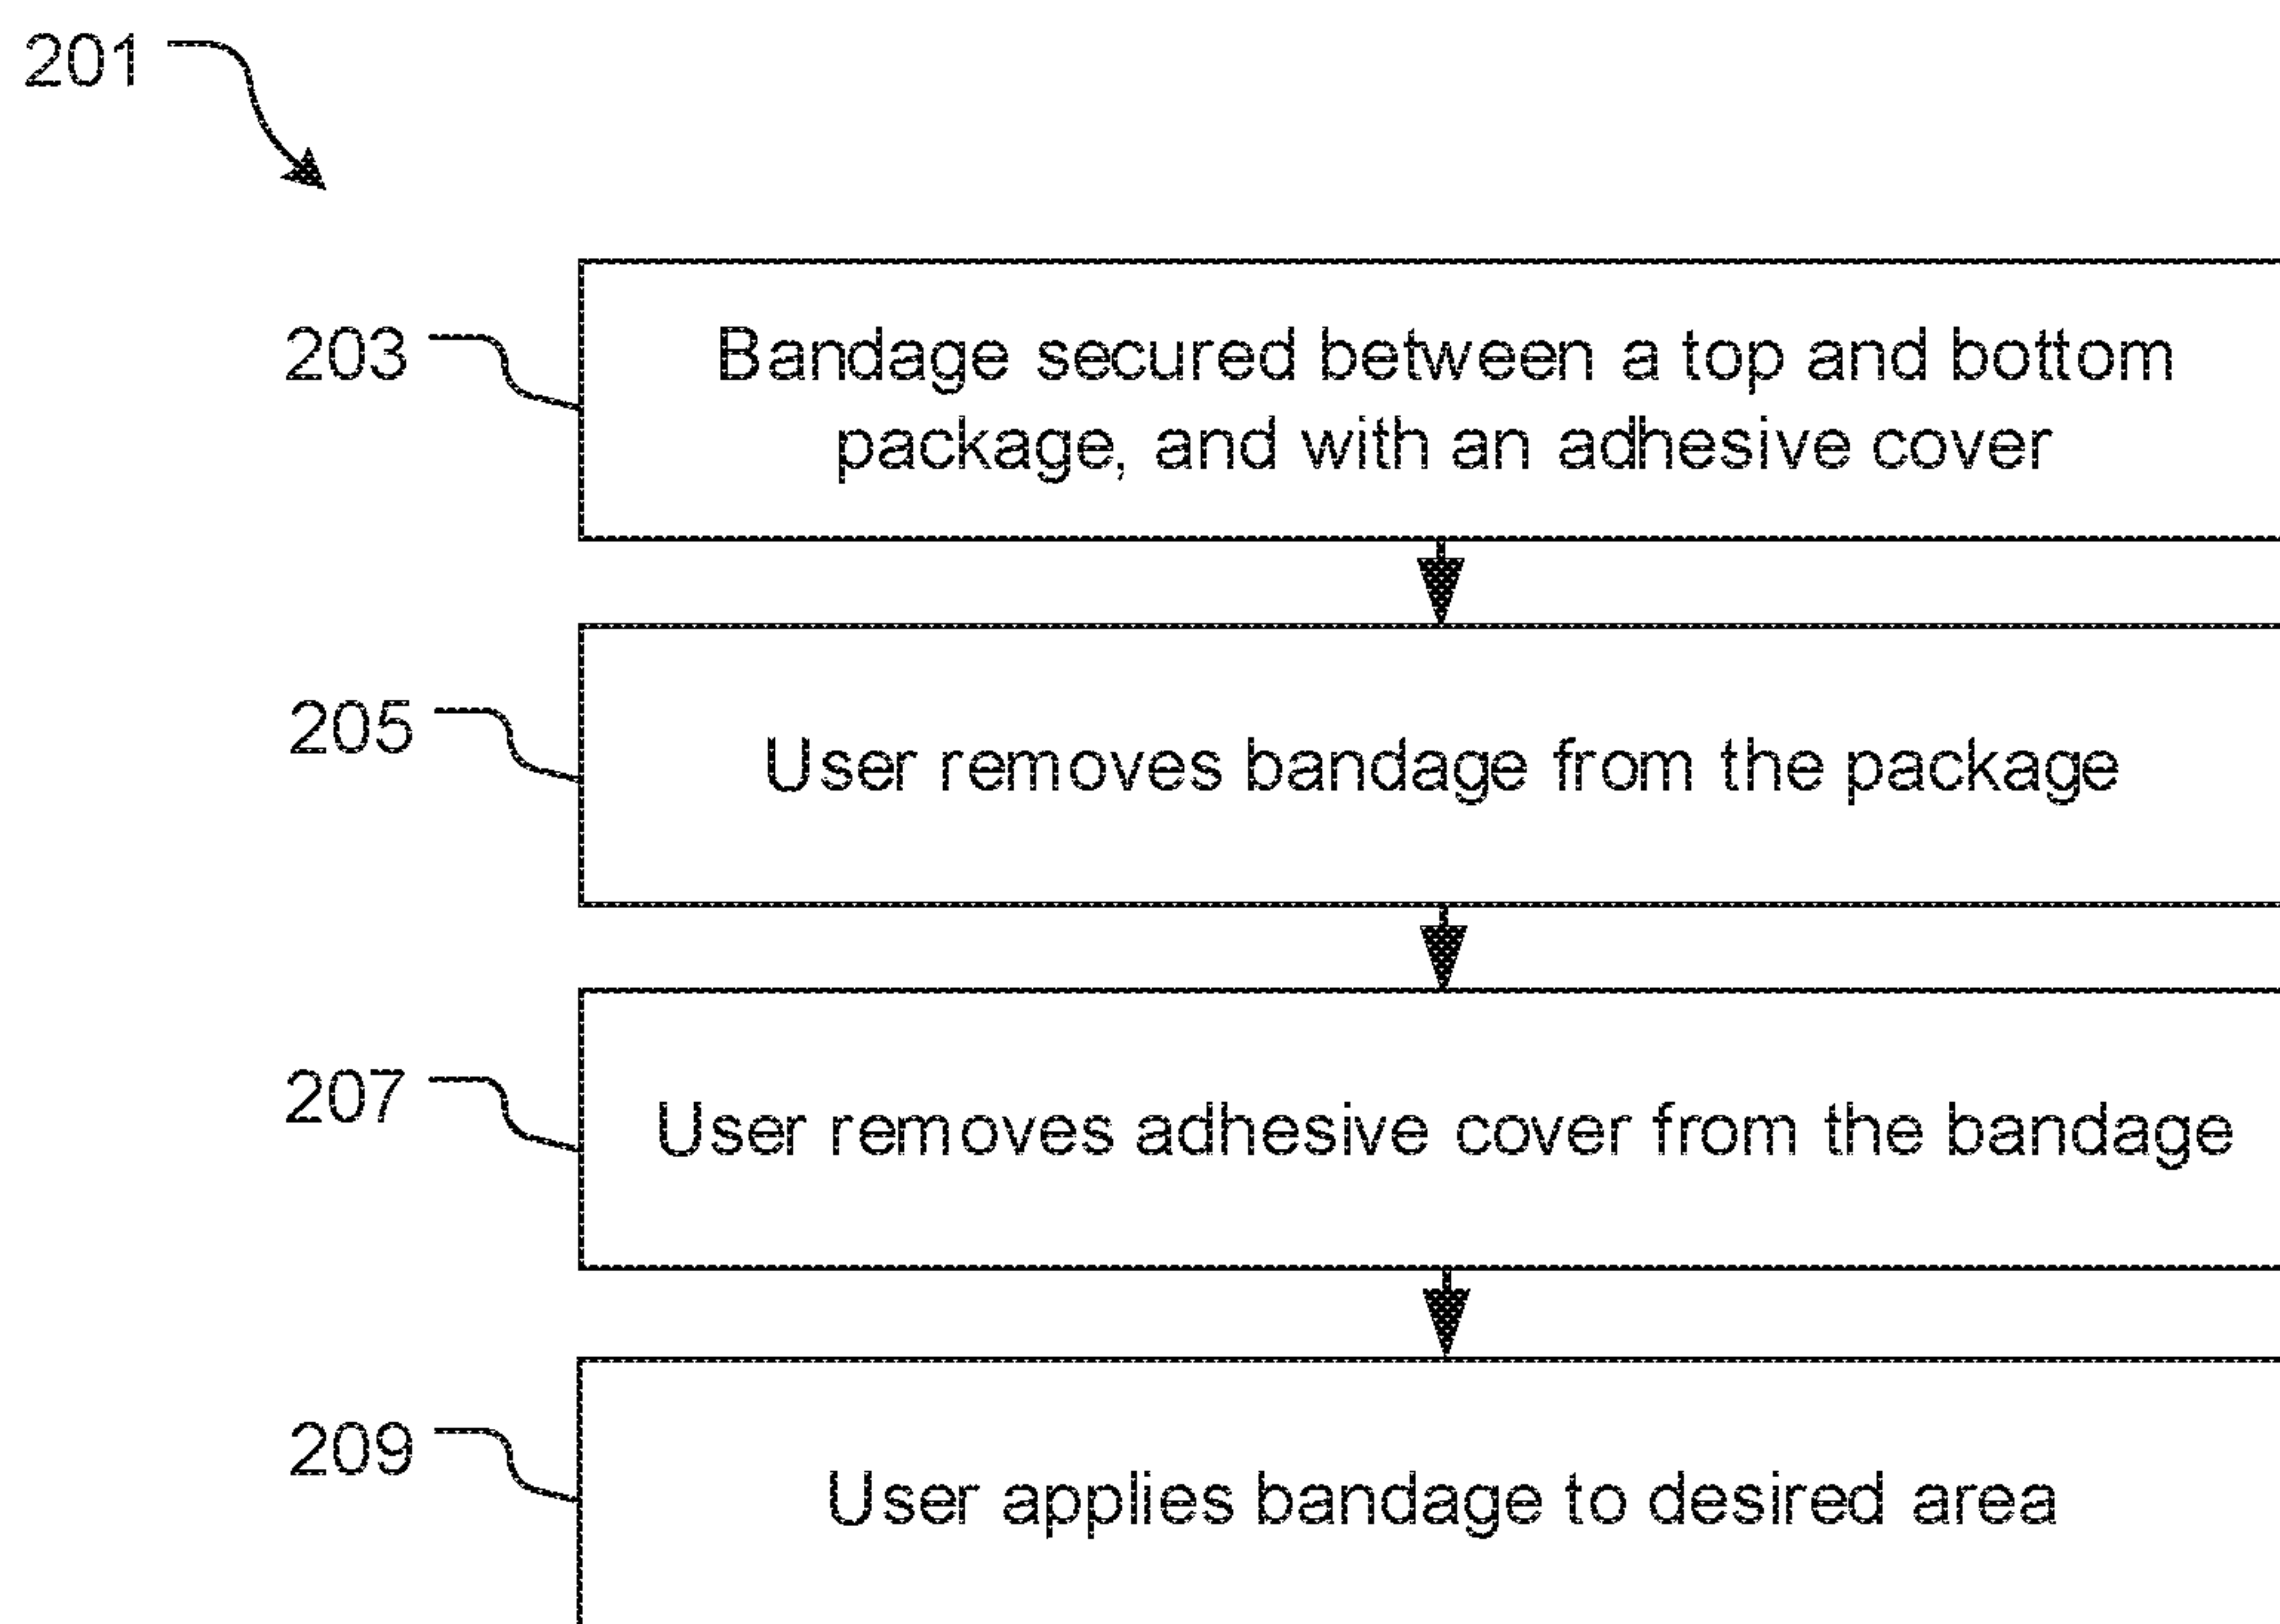 201
203
Bandage secured between a top and bottom
package, and with an adhesive cover
205
User removes bandage from the package
207
User removes adhesive cover from the bandage
209
User applies bandage to desired area